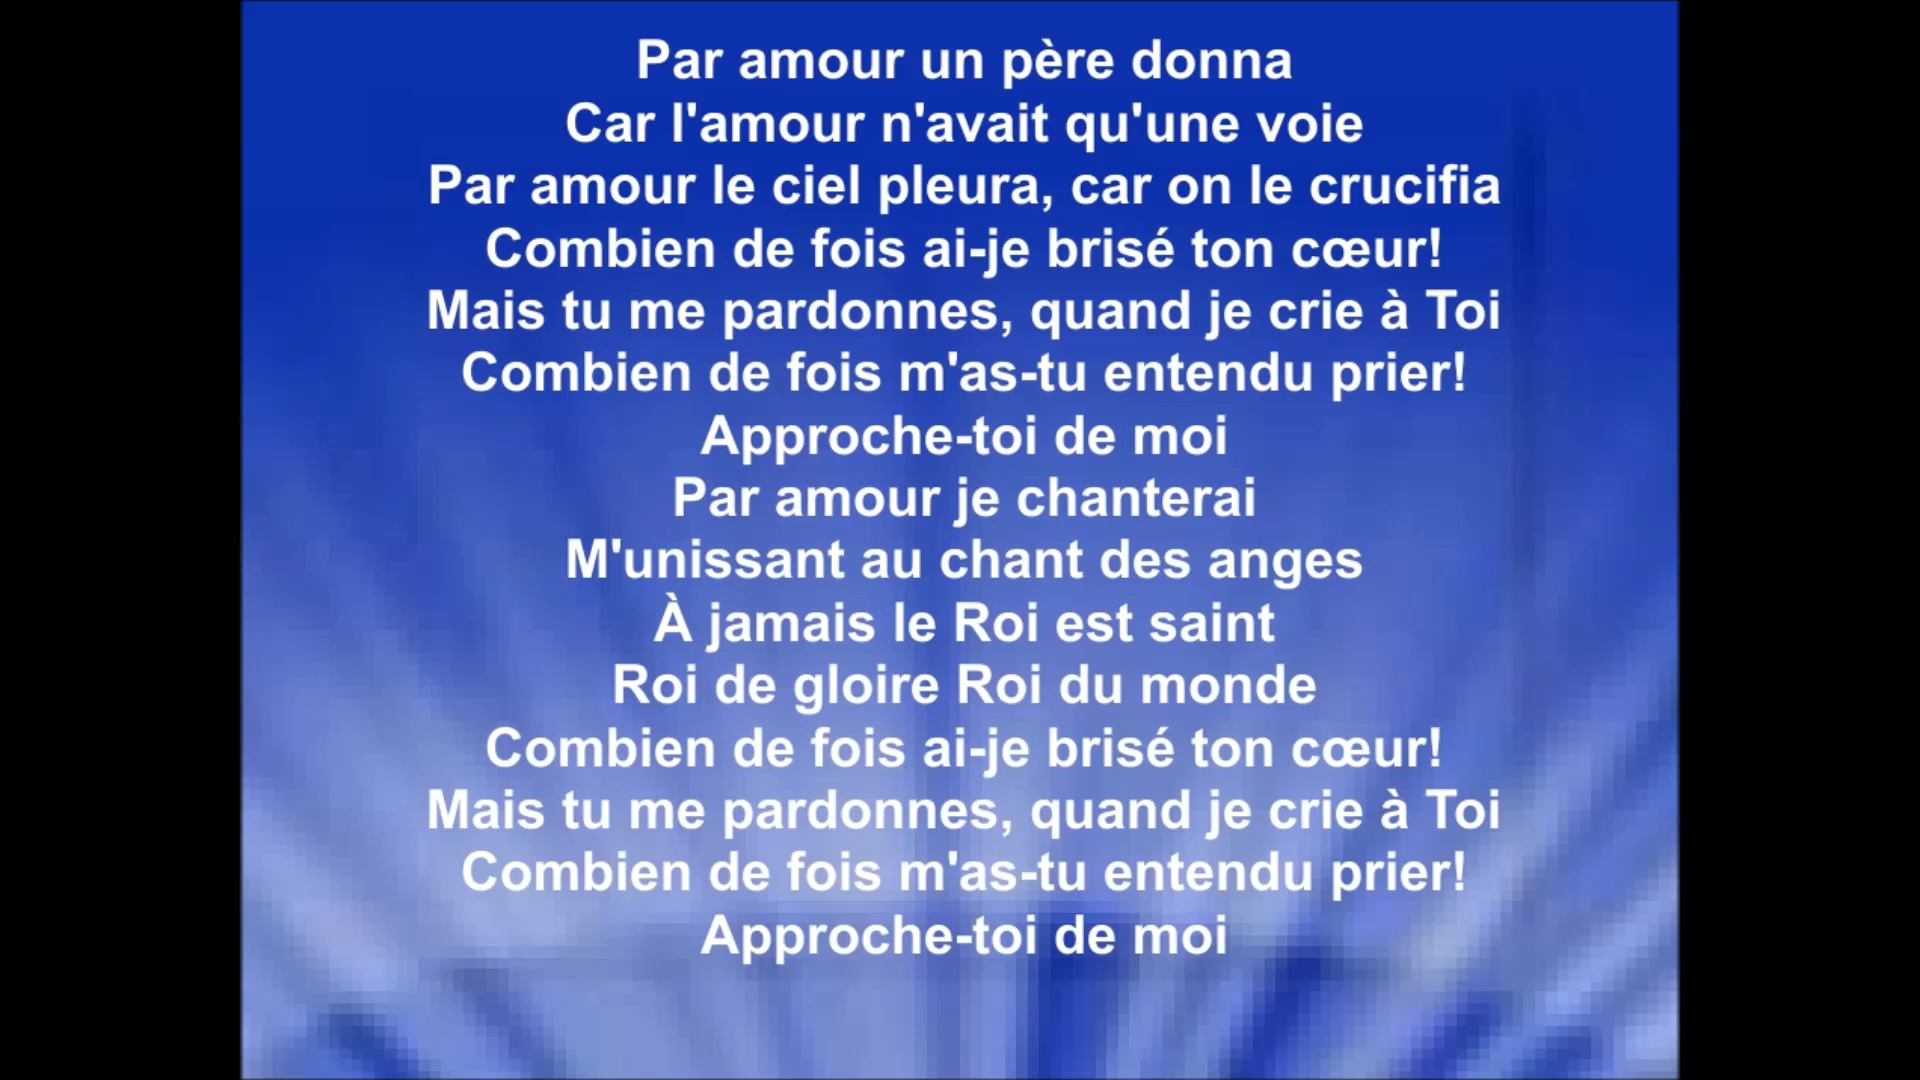 Par amour un père donna
Car l'amour n'avait qu'une voie
Par amour le ciel pleura, car on le crucifia
Combien de fois ai-je brisé ton cœur!
Mais tu me pardonnes, quand je crie à Toi
Combien de fois m'as-tu entendu prier!
Approche-toi de moi
Par amour je chanterai
M'unissant au chant des anges
À jamais le Roi est saint
Roi de gloire Roi du monde
Combien de fois ai-je brisé ton cœur!
Mais tu me pardonnes, quand je crie à Toi
Combien de fois m'as-tu entendu prier!
Approche-toi de moi